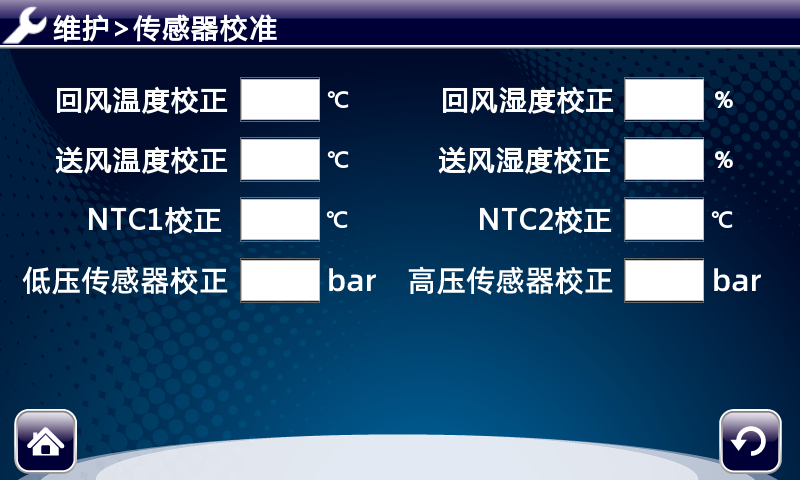 维护>传感器校准
回风温度校正 ℃ 回风湿度校正 %
送风温度校正 ℃ 送风湿度校正 %
NTC1校正 ℃ NTC2校正 ℃
低压传感器校正 bar 高压传感器校正 bar